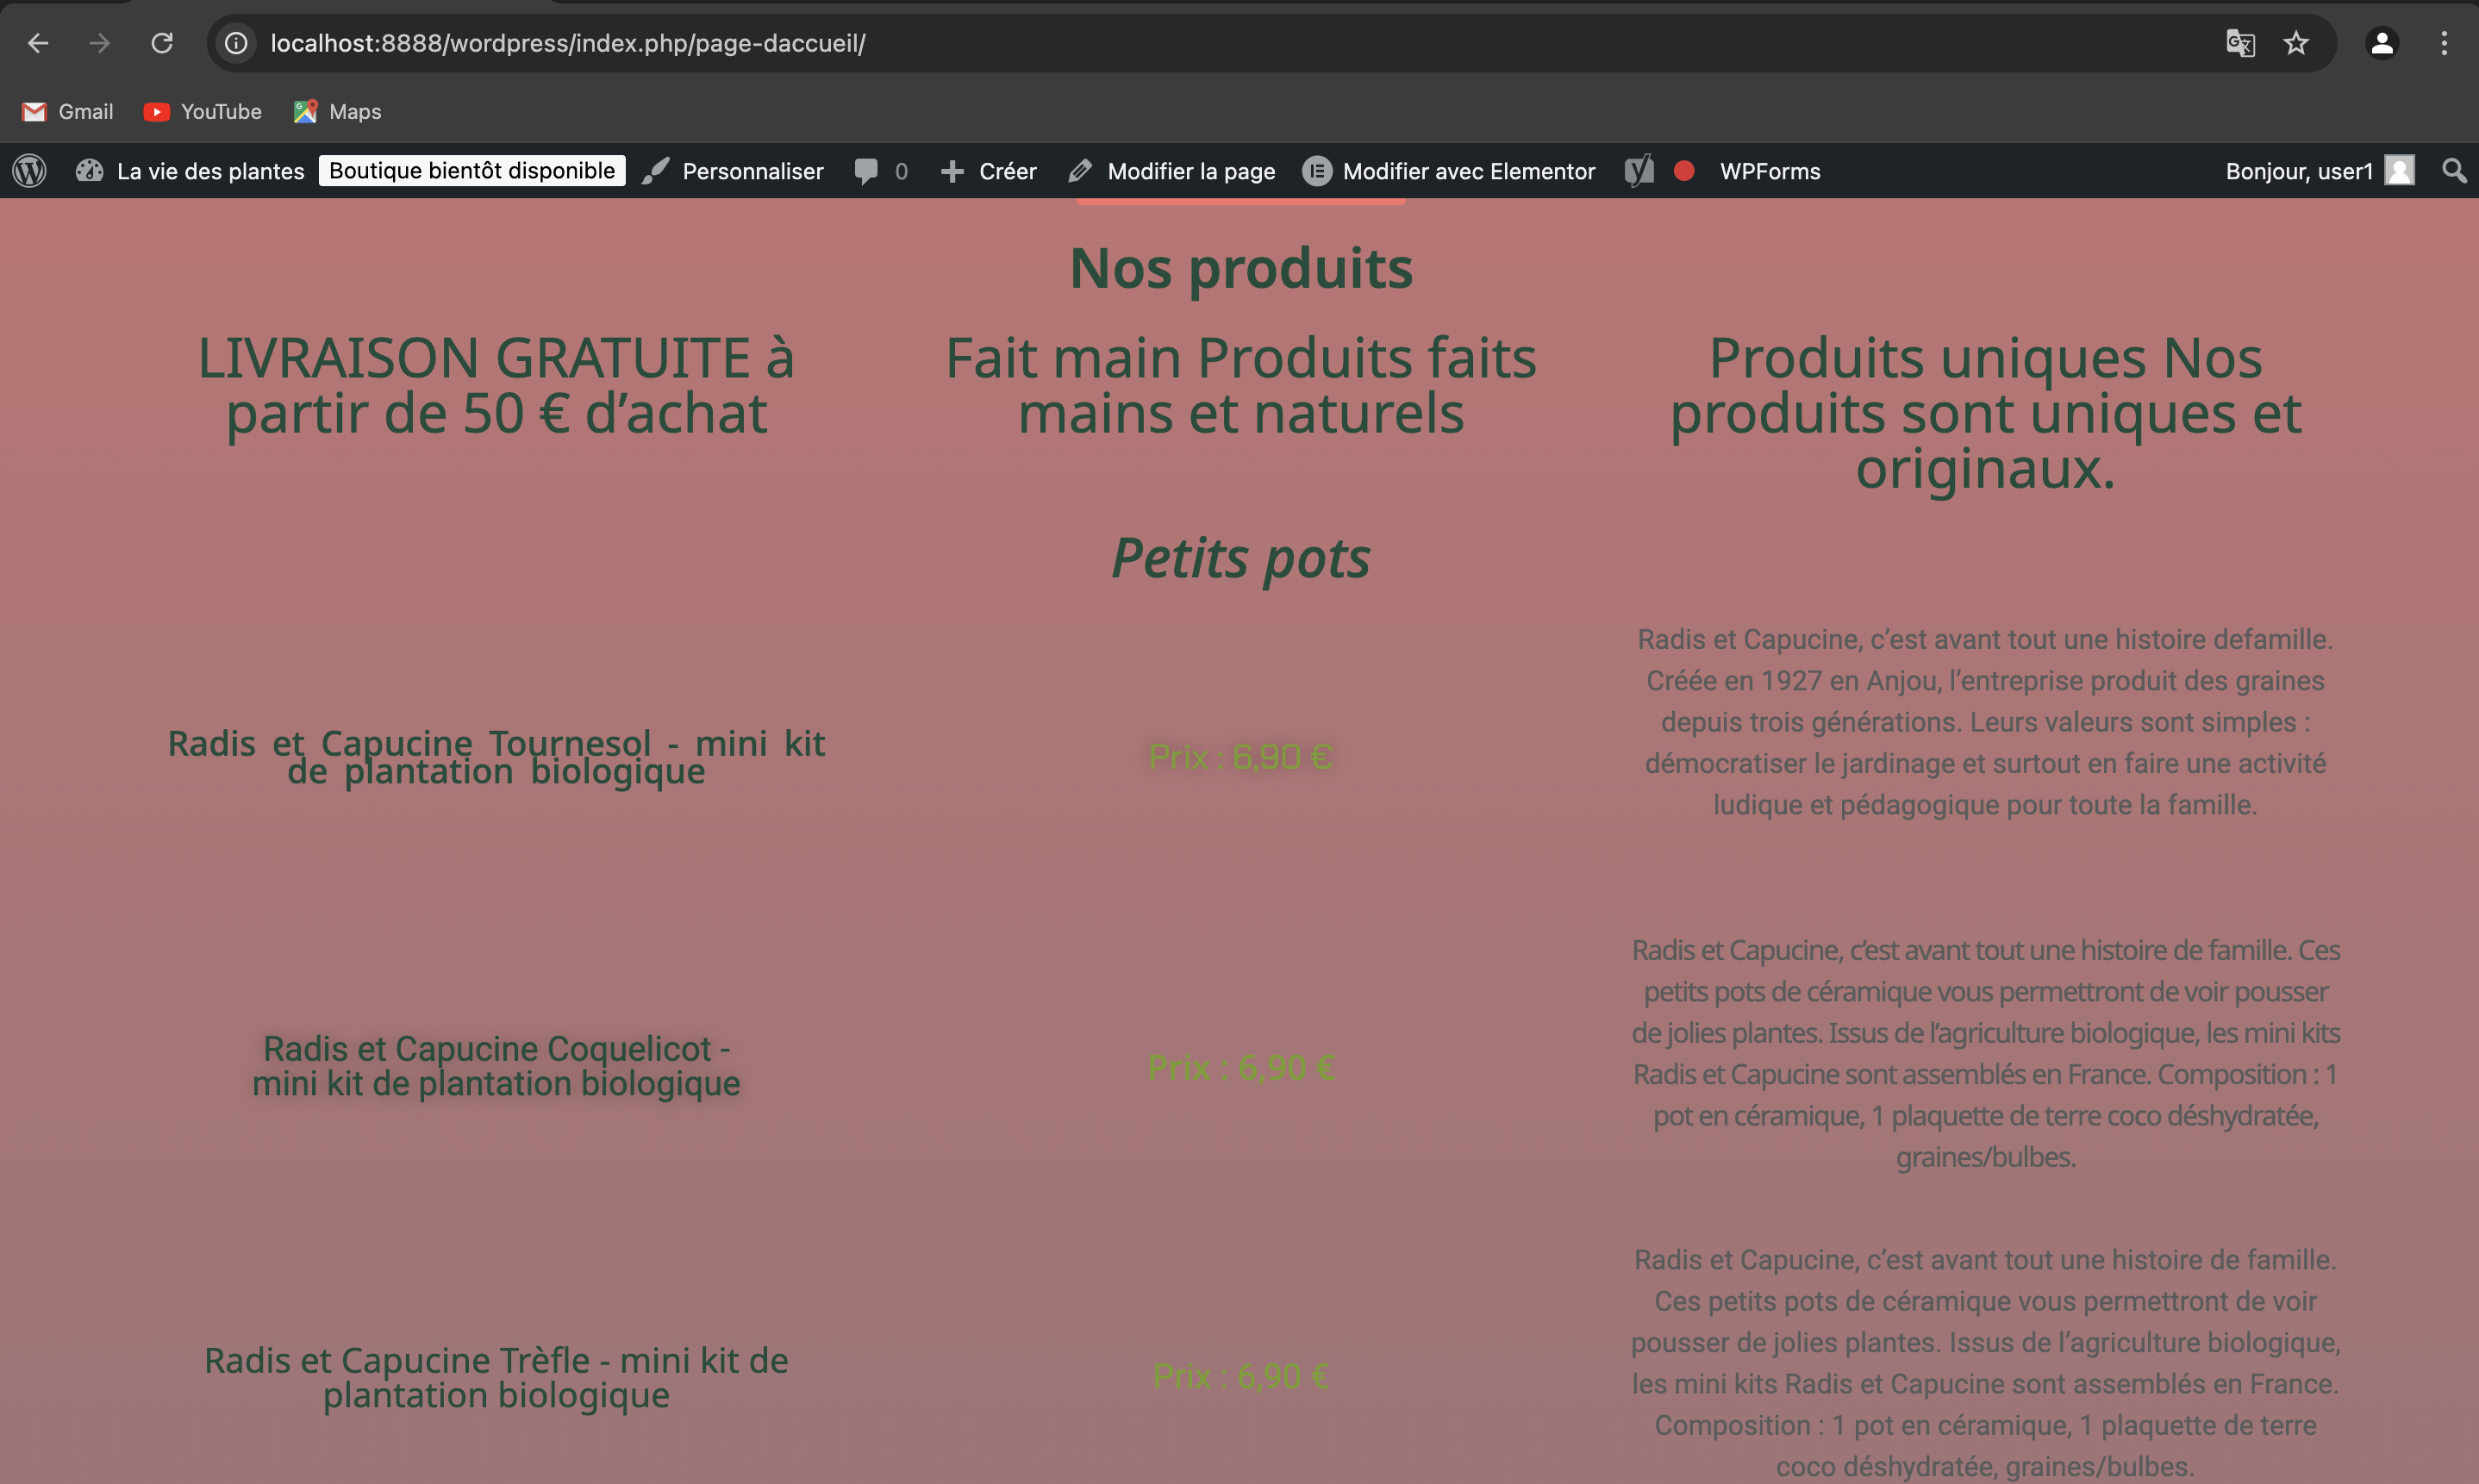 localhost:8888/wordpress/index.php/page-daccueil/
Gmail
YouTube
Maps
La vie des plantes
Boutique bientôt disponible
Personnaliser
0
Créer
Modifier la page
Modifier avec Elementor
WPForms
Bonjour, user1
Nos produits
LIVRAISON GRATUITE à
partir de 50 € d’achat
Fait main Produits faits
mains et naturels
Produits uniques Nos
produits sont uniques et
originaux.
Petits pots
Radis et Capucine Tournesol - mini kit
de plantation biologique
Prix : 6,90 €
Radis et Capucine, c’est avant tout une histoire defamille.
Créée en 1927 en Anjou, l’entreprise produit des graines
depuis trois générations. Leurs valeurs sont simples :
démocratiser le jardinage et surtout en faire une activité
ludique et pédagogique pour toute la famille.
Radis et Capucine Coquelicot -
mini kit de plantation biologique
Prix : 6,90 €
Radis et Capucine, c’est avant tout une histoire de famille. Ces
petits pots de céramique vous permettront de voir pousser
de jolies plantes. Issus de l’agriculture biologique, les mini kits
Radis et Capucine sont assemblés en France. Composition : 1
pot en céramique, 1 plaquette de terre coco déshydratée,
graines/bulbes.
Radis et Capucine Trèfle - mini kit de
plantation biologique
Prix : 6,90 €
Radis et Capucine, c’est avant tout une histoire de famille.
Ces petits pots de céramique vous permettront de voir
pousser de jolies plantes. Issus de l’agriculture biologique,
les mini kits Radis et Capucine sont assemblés en France.
Composition : 1 pot en céramique, 1 plaquette de terre
coco déshydratée, graines/bulbes.